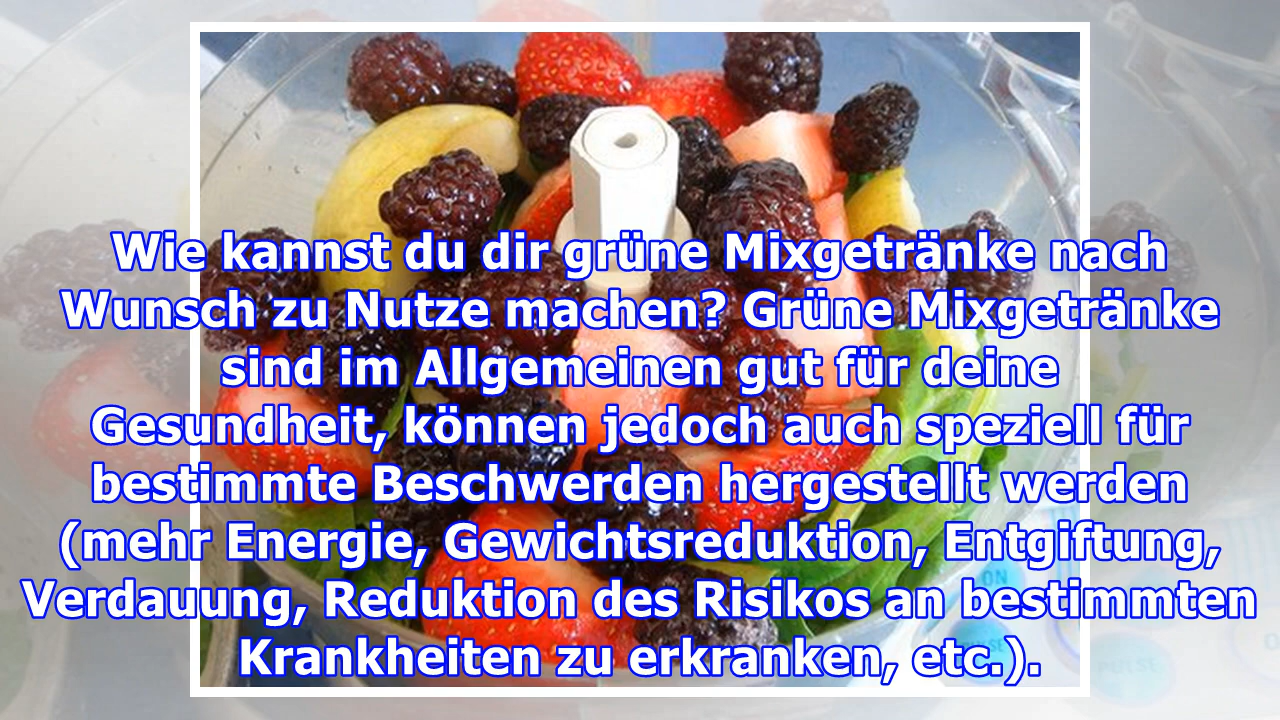 Wie kannst du dir grüne Mixgetränke nach
Wunsch zu Nutze machen? Grüne Mixgetränke
sind im Allgemeinen gut für deine
Gesundheit, können jedoch auch speziell für
bestimmte Beschwerden hergestellt werden
(mehr Energie, Gewichtsreduktion, Entgiftung,
Verdauung, Reduktion des Risikos an bestimmten
Krankheiten zu erkranken, etc.).
ON
PULSE